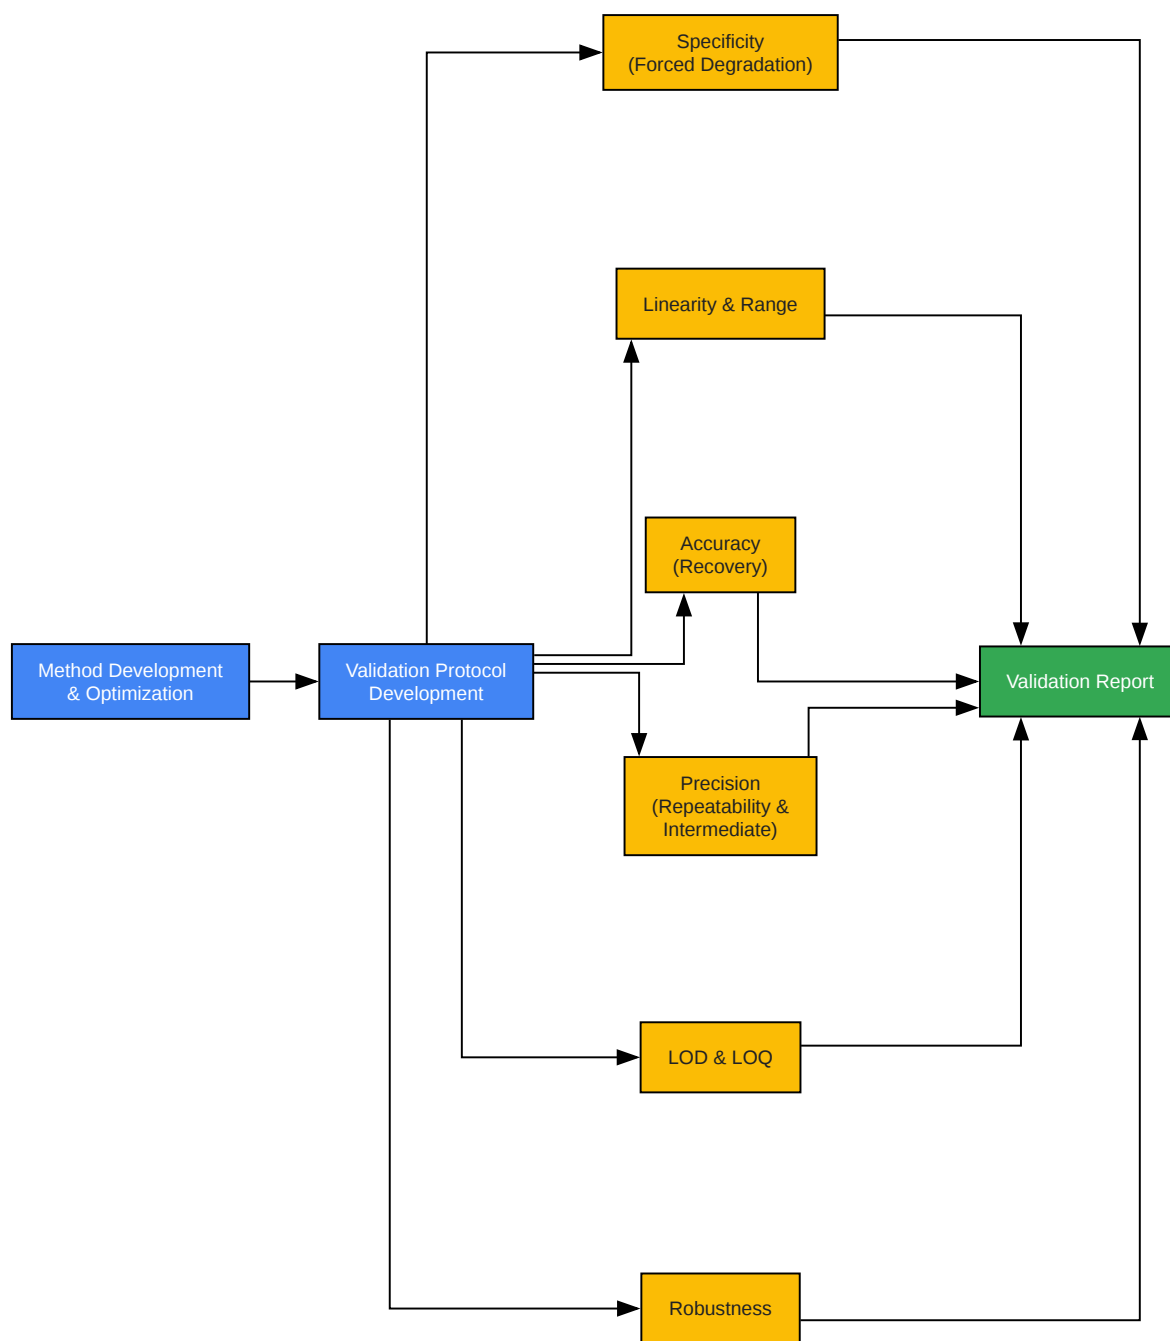 Specificity
(Forced Degradation)
Linearity & Range
Accuracy
(Recovery)
Method Development
& Optimization
Validation Protocol
Development
Validation Report
Precision
(Repeatability &
Intermediate)
LOD & LOQ
Robustness